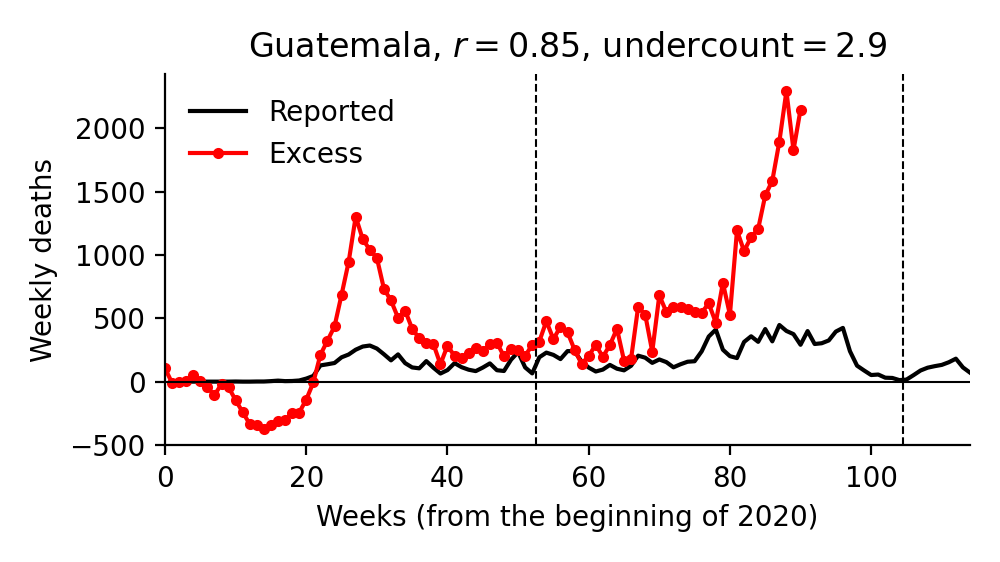 Guatemala, r = 0.85, undercount = 2.9
Reported
Excess
Weekly deaths
2000
1500
1000
500
0
−500
0 20 40 60 80 100
Weeks (from the beginning of 2020)